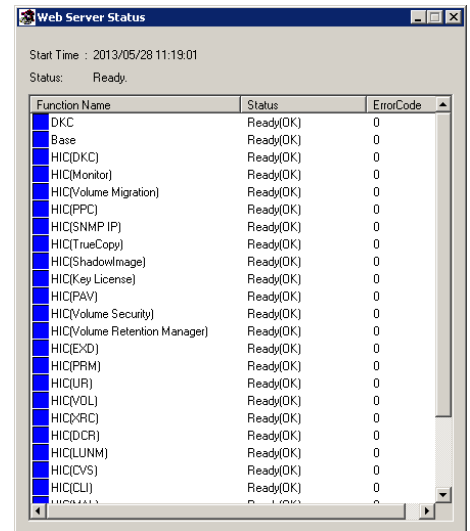 Web Server Status
Start Time : 2013/05/28 11:19:01
Status: Ready.
Function Name Status ErrorCode
DKC Ready(OK) 0
Base Ready(OK) 0
HIC(DKC) Ready(OK) 0
HIC(Monitor) Ready(OK) 0
HIC(Volume Migration) Ready(OK) 0
HIC(PPC) Ready(OK) 0
HIC(SNMP IP) Ready(OK) 0
HIC(TrueCopy) Ready(OK) 0
HIC(ShadowImage) Ready(OK) 0
HIC(Key License) Ready(OK) 0
HIC(PAV) Ready(OK) 0
HIC(Volume Security) Ready(OK) 0
HIC(Volume Retention Manager) Ready(OK) 0
HIC(EXD) Ready(OK) 0
HIC(PRM) Ready(OK) 0
HIC(UR) Ready(OK) 0
HIC(VOL) Ready(OK) 0
HIC(XRC) Ready(OK) 0
HIC(DCR) Ready(OK) 0
HIC(LUNM) Ready(OK) 0
HIC(CVS) Ready(OK) 0
HIC(CLI) Ready(OK) 0